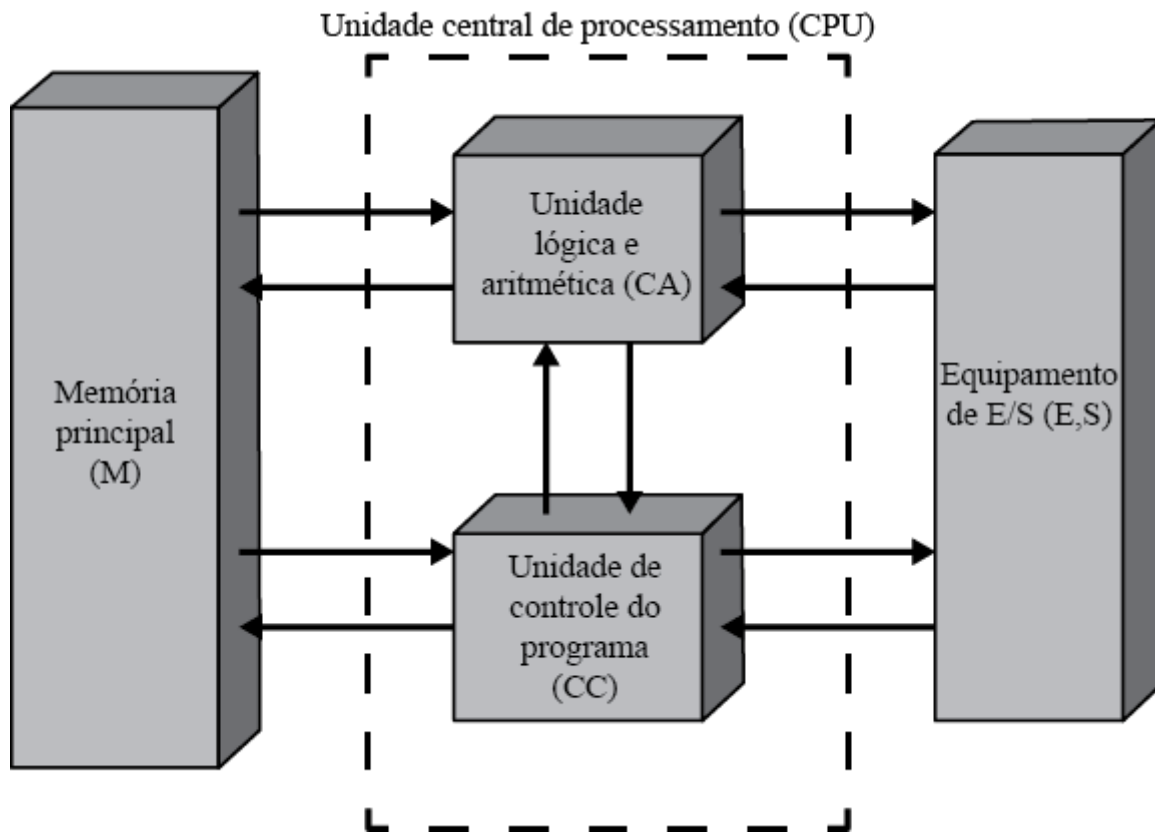 Unidade central de processamento (CPU)
Memória
principal
(M)
Unidade
lógica e
aritmética (CA)
Unidade de
controle do
programa
(CC)
Equipamento
de E/S (E,S)